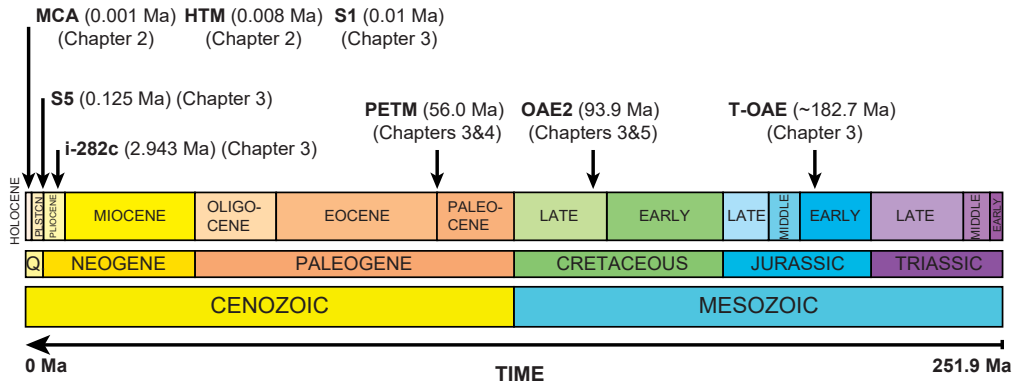 MCA (0.001 Ma) HTM (0.008 Ma) S1 (0.01 Ma)
(Chapter 2) (Chapter 2) (Chapter 3)
S5 (0.125 Ma) (Chapter 3)
PETM (56.0 Ma) OAE2 (93.9 Ma) T-OAE (~182.7 Ma)
(Chapters 3&4) (Chapters 3&5) (Chapter 3)
i-282c (2.943 Ma) (Chapter 3)
HOLOCENE
PLSTCN
PLIOCENE
MIOCENE
OLIGO-
CENE
EOCENE
PALEO-
CENE
LATE
EARLY
LATE
MIDDLE
EARLY
LATE
MIDDLE
EARLY
Q NEOGENE PALEOGENE CRETACEOUS JURASSIC TRIASSIC
CENOZOIC MESOZOIC
0 Ma TIME 251.9 Ma